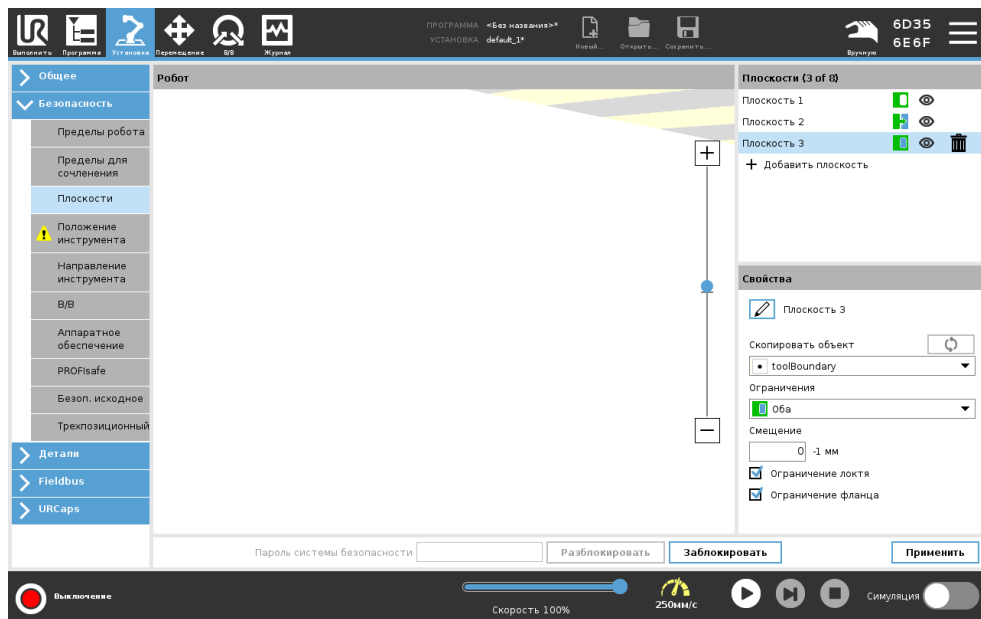 ПРОГРАММА <Без названия>*
УСТАНОВКА default_1*
Выполнить Программа Установка Перемещение В/В Журнал
Новый... Открыть... Сохранить...
Вручную
6D35
6E6F
Общее
Безопасность
Пределы робота
Пределы для
сочленения
Плоскости
Положение
инструмента
Направление
инструмента
В/В
Аппаратное
обеспечение
PROFIsafe
Безоп. исходное
Трехпозиционный
Детали
Fieldbus
URCaps
Робот
Пароль системы безопасности Разблокировать Заблокировать Применить
Плоскости (3 of 8)
Плоскость 1
Плоскость 2
Плоскость 3
+ Добавить плоскость
Свойства
Плоскость 3
Скопировать объект
toolBoundary
Ограничения
Оба
Смещение
0 -1 мм
Ограничение локтя
Ограничение фланца
Выключение
Скорость 100%
250мм/с
Симуляция